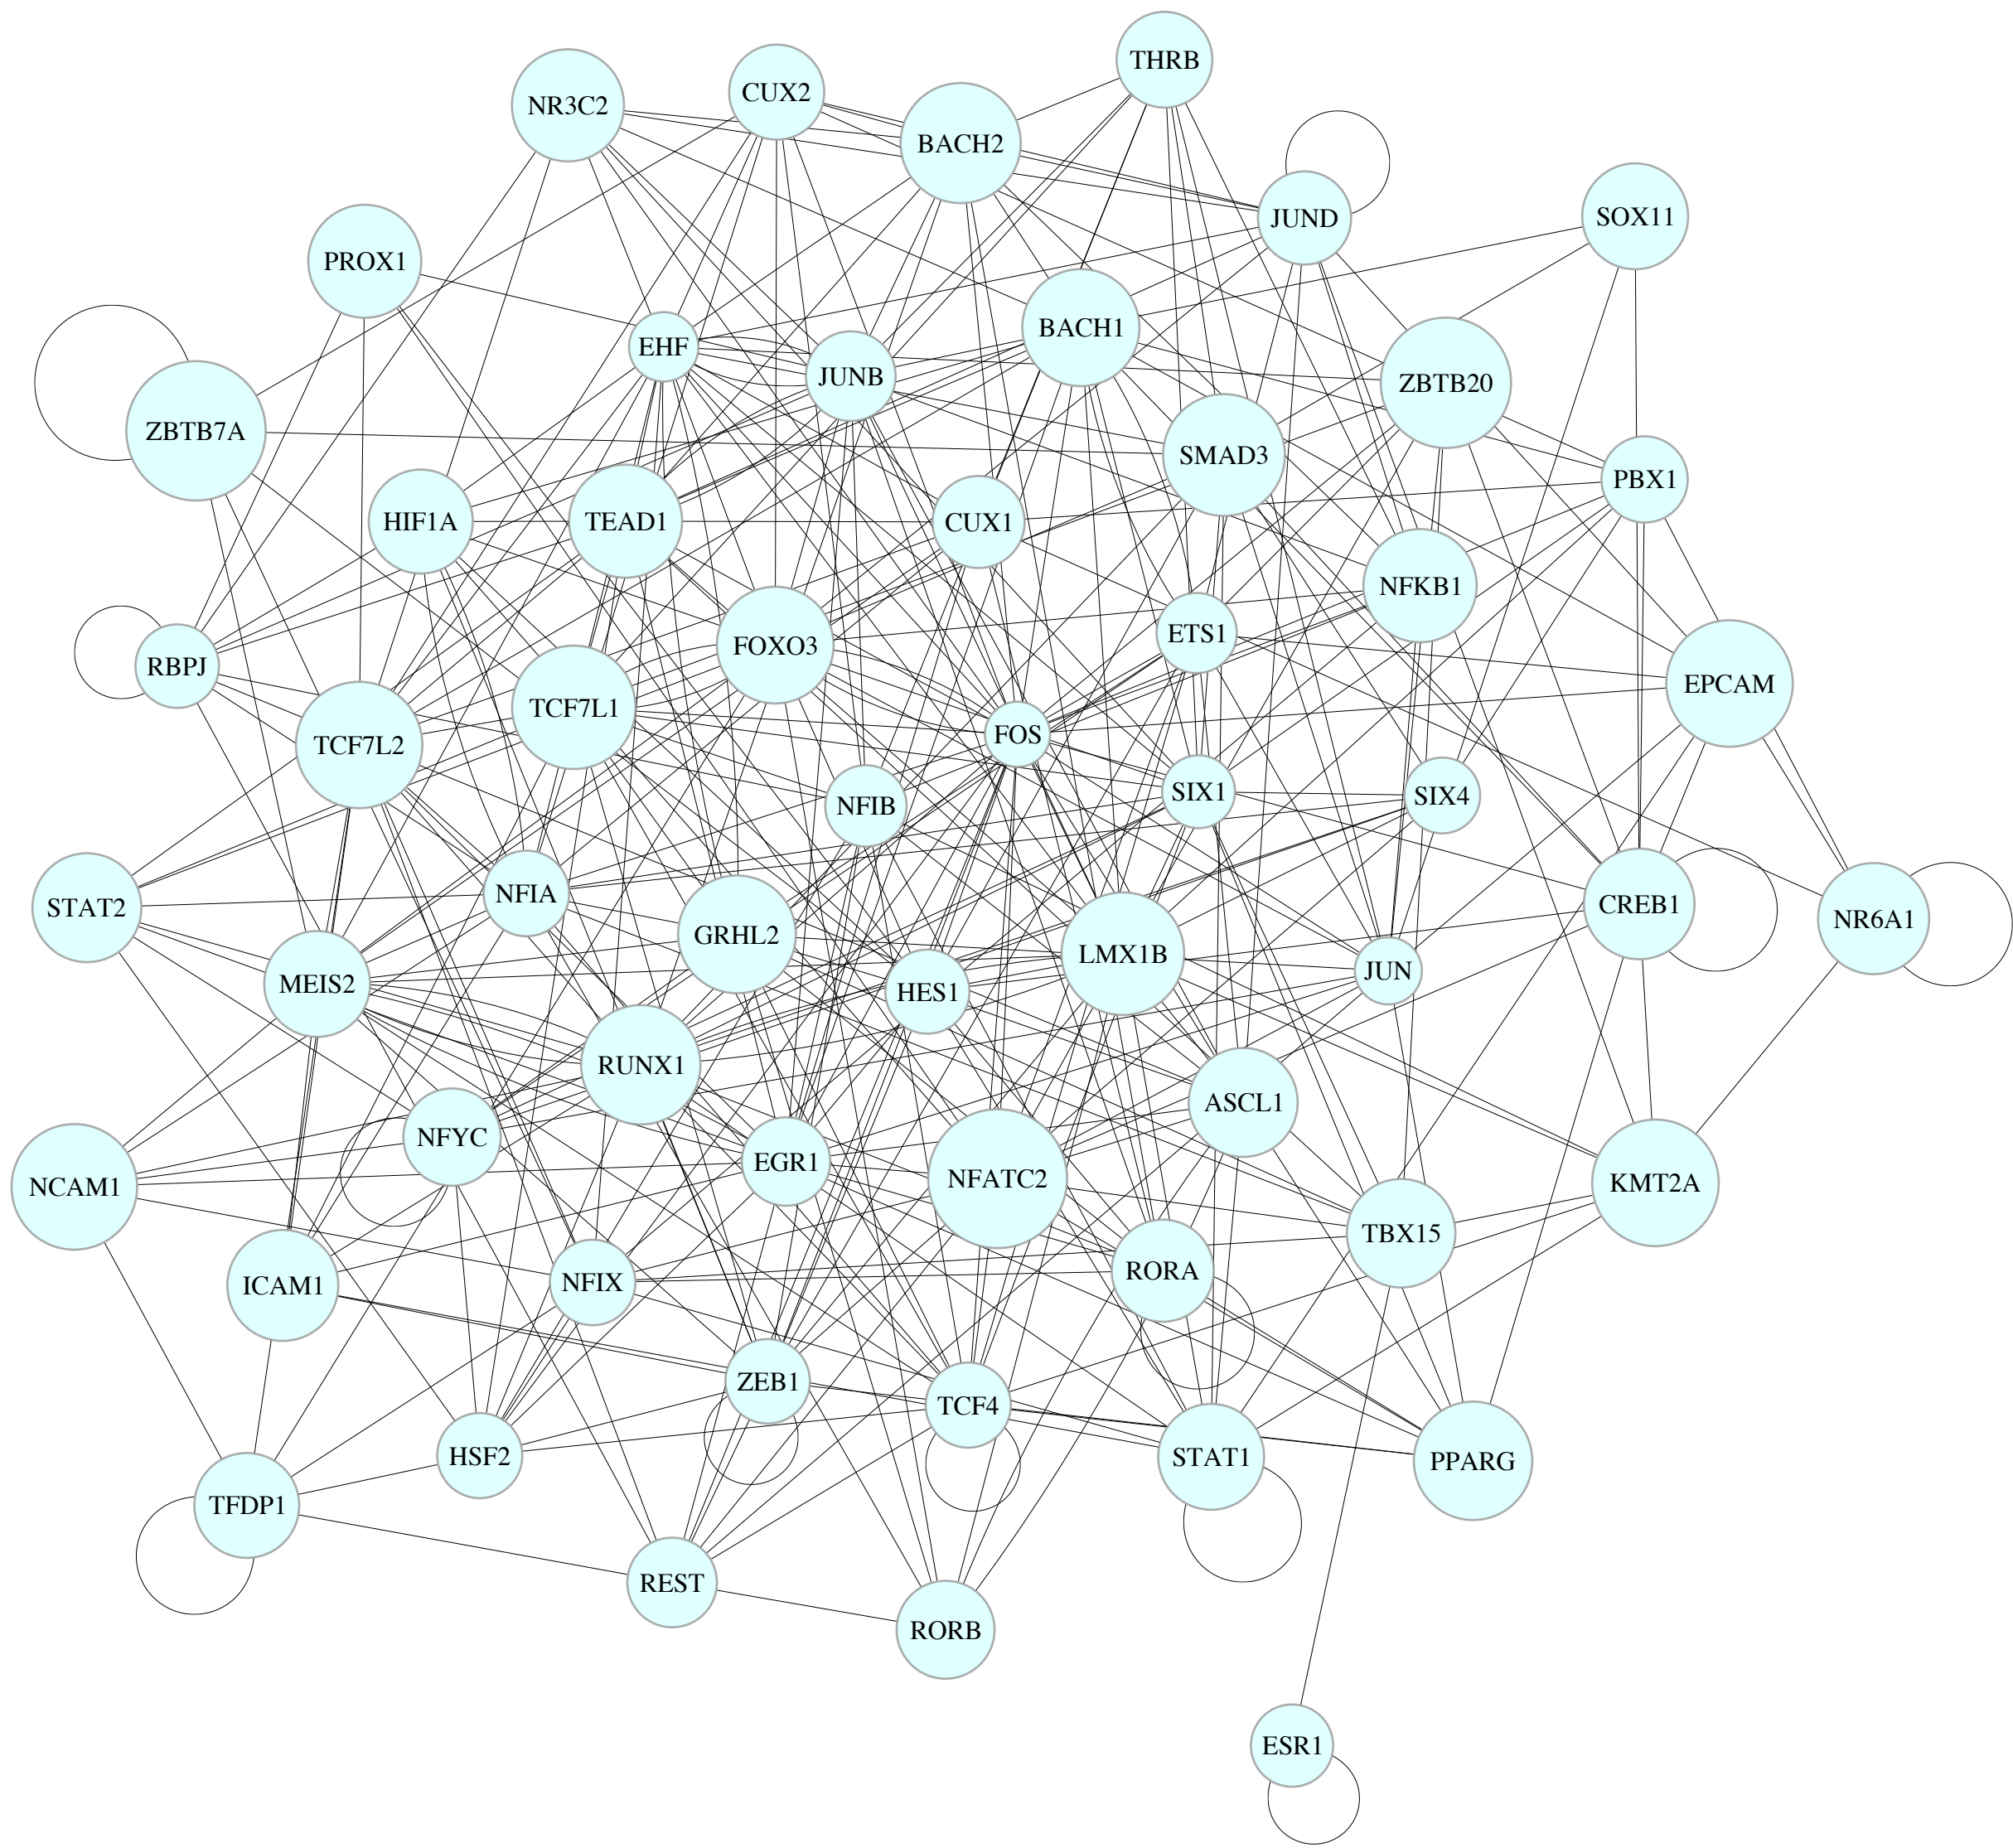 THRB
CUX2
NR3C2
BACH2
JUND
SOX11
PROX1
BACH1
EHF
JUNB
ZBTB20
ZBTB7A
SMAD3
PBX1
HIF1A
TEAD1
CUX1
NFKB1
ETS1
FOXO3
RBPJ
EPCAM
TCF7L1
FOS
TCF7L2
SIX1
SIX4
NFIB
NFIA
CREB1
STAT2
NR6A1
GRHL2
LMX1B
JUN
MEIS2
HES1
RUNX1
ASCL1
NFYC
EGR1
NFATC2
KMT2A
NCAM1
TBX15
RORA
NFIX
ICAM1
ZEB1
TCF4
HSF2
STAT1
PPARG
TFDP1
REST
RORB
ESR1